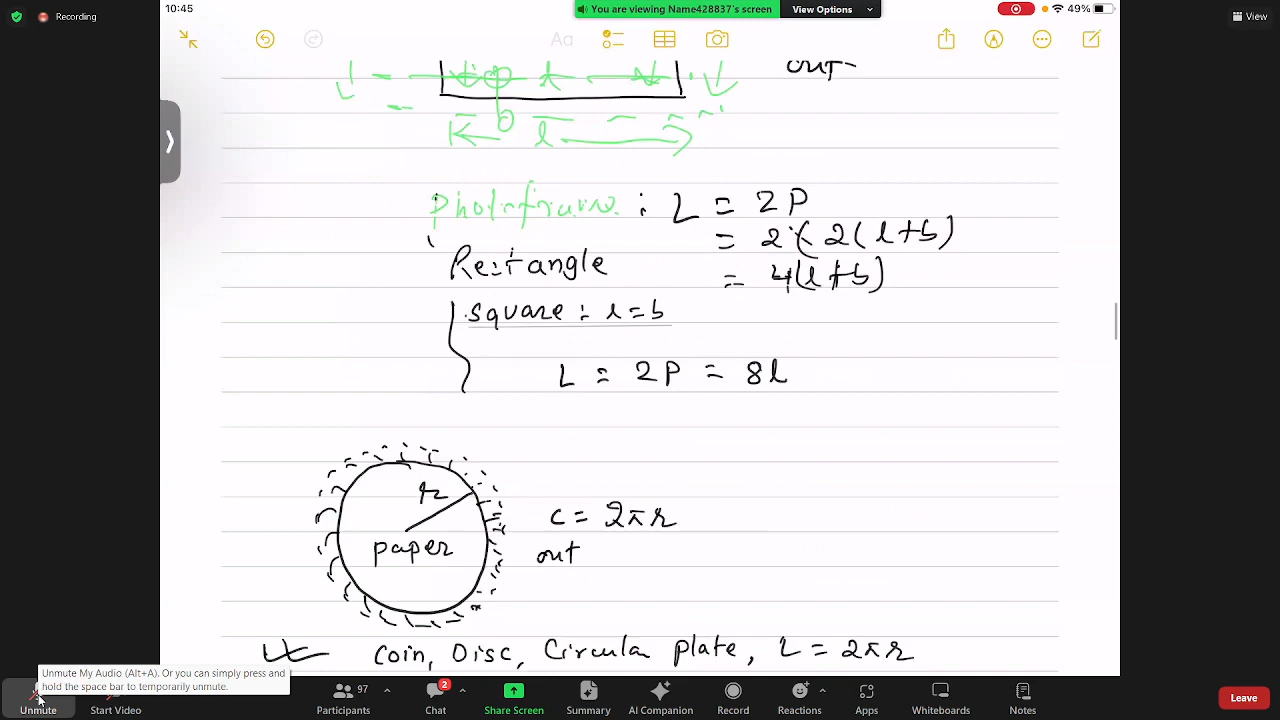 10:45
You are viewing Name428837's screen
View Options
49%
Recording
View
Aa
out
l
: L = 2P
= 2 × 2(l+b)
Rectangle
= 4(l+b)
square : l = b
L = 2P = 8l
r
c = 2πr
paper
out
Coin, Disc, Circular plate, L = 2πr
Unmute My Audio (Alt+A). Or you can simply press and
hold the space bar to temporarily unmute.
Unmute
Start Video
97
Participants
2
Chat
Share Screen
Summary
AI Companion
Record
Reactions
Apps
Whiteboards
Notes
Leave